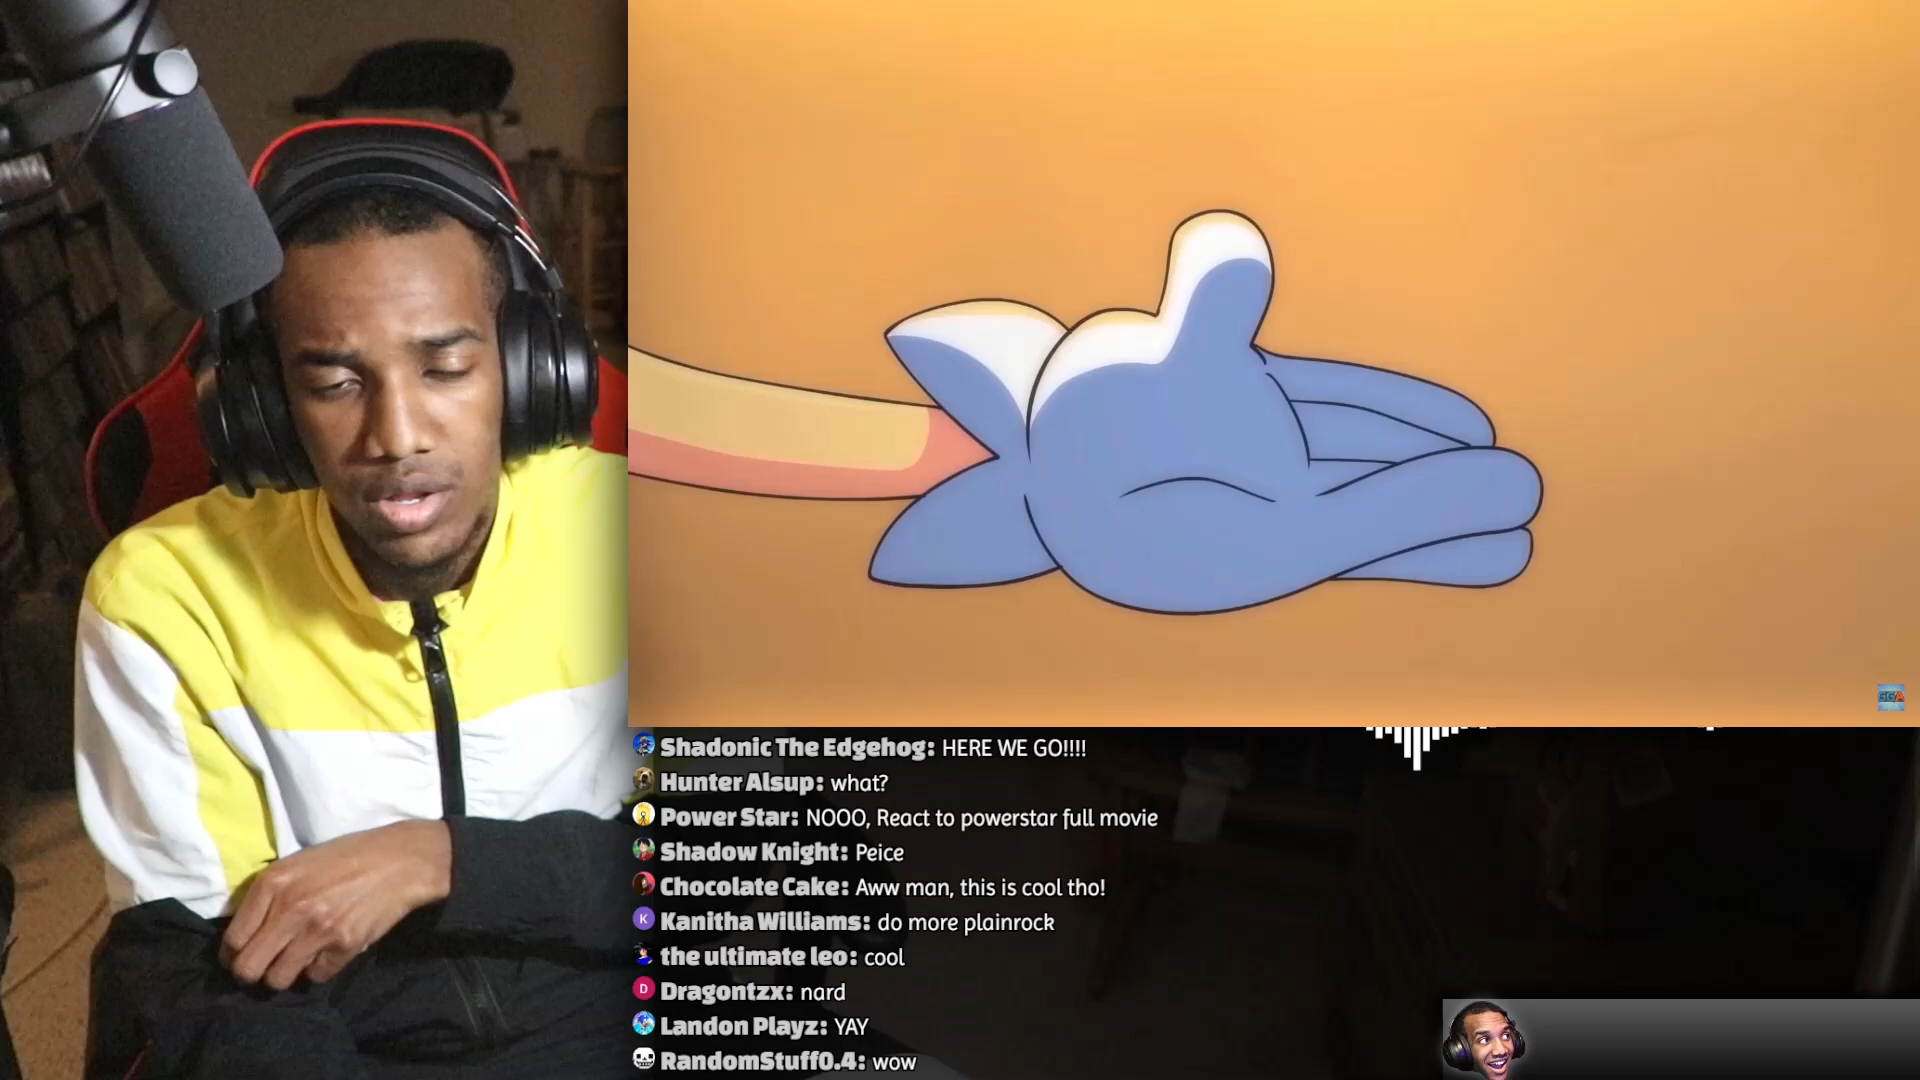 GGA
Shadonic The Edgehog: HERE WE GO!!!!
Hunter Alsup: what?
Power Star: NOOO, React to powerstar full movie
Shadow Knight: Peice
Chocolate Cake: Aww man, this is cool tho!
K Kanitha Williams: do more plainrock
the ultimate leo: cool
D Dragontzx: nard
Landon Playz: YAY
RandomStuff0.4: wow